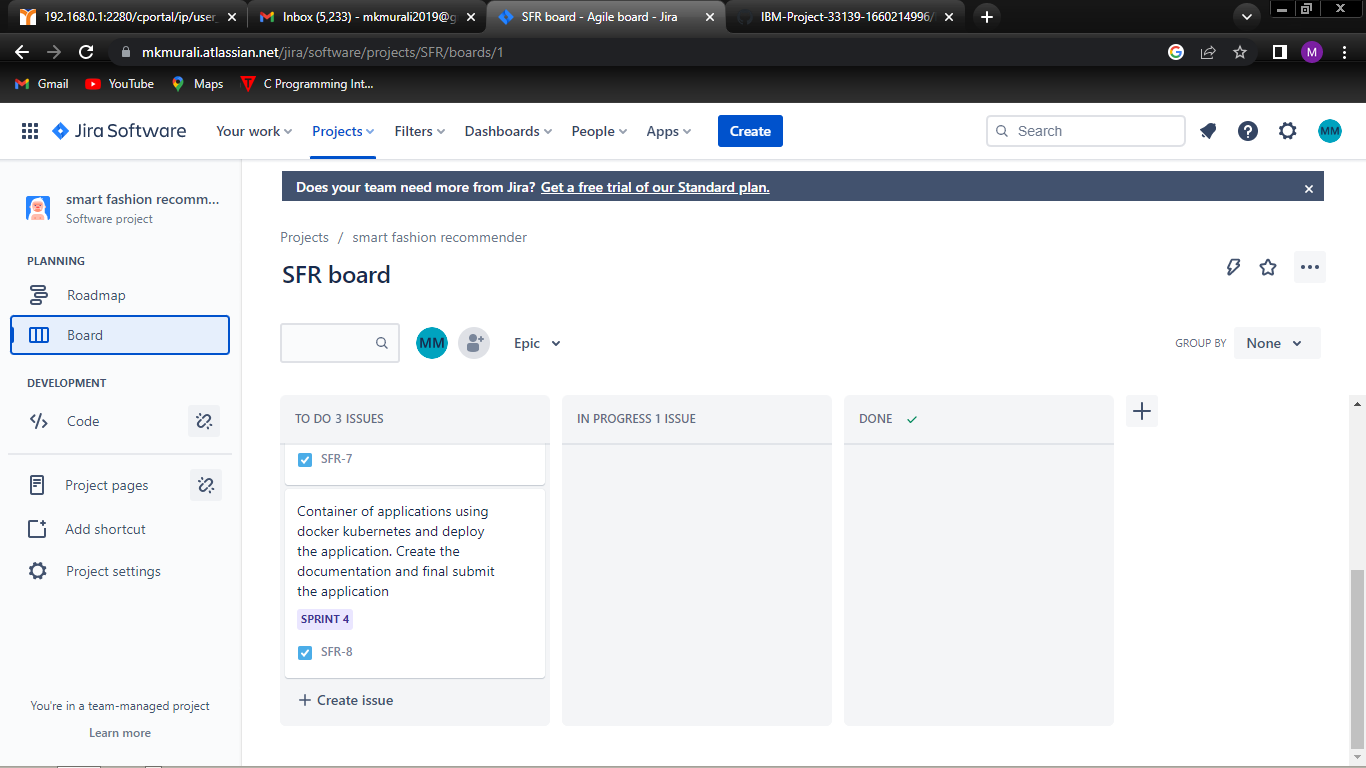 192.168.0.1:2280/cportal/ip/user_
Inbox (5,233) - mkmurali2019@g
SFR board - Agile board - Jira
IBM-Project-33139-1660214996/
mkmurali.atlassian.net/jira/software/projects/SFR/boards/1
M
Gmail
YouTube
Maps
C Programming Int...
Jira Software
Your work
Projects
Filters
Dashboards
People
Apps
Create
Search
MM
smart fashion recomm...
Software project
PLANNING
Roadmap
Board
DEVELOPMENT
Code
Project pages
Add shortcut
Project settings
You're in a team-managed project
Learn more
Does your team need more from Jira? Get a free trial of our Standard plan.
Projects / smart fashion recommender
SFR board
MM
Epic
GROUP BY
None
TO DO 3 ISSUES
SFR-7
Container of applications using
docker kubernetes and deploy
the application. Create the
documentation and final submit
the application
SPRINT 4
SFR-8
+ Create issue
IN PROGRESS 1 ISSUE
DONE